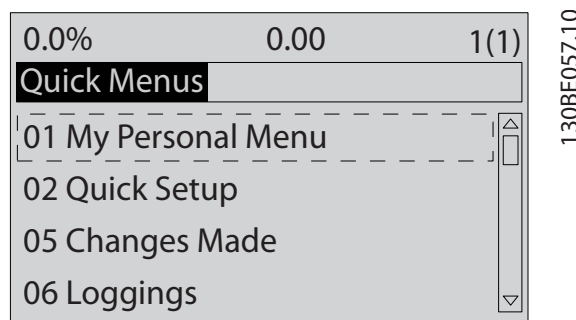 0.0% 0.00 1(1)
Quick Menus
01 My Personal Menu
02 Quick Setup
05 Changes Made
06 Loggings
130BF057.10